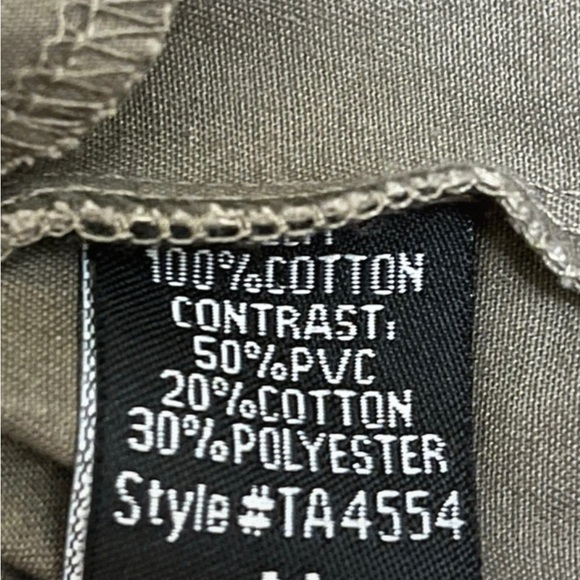 100%COTTON
CONTRAST:
50%PVC
20%COTTON
30%POLYESTER
Style#TA4554